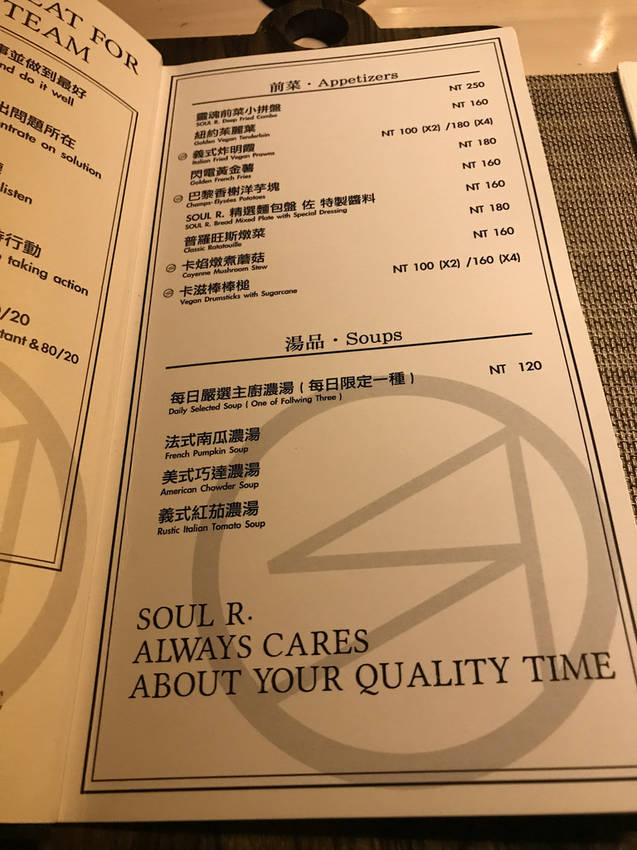 EAT FOR
TEAM
並做到最好
do it well
出問題所在
on solution
listen
行動
taking action
& 80/20
前菜・Appetizers
靈魂前菜小拼盤 NT 250
SOUL R. Deep Fried Combo
紐約茱麗葉 NT 160
Golden Vegan Tenderloin
義式炸明霞 NT 100 (X2) /180 (X4)
Italian Fried Vegan Prawns
閃電黃金薯 NT 180
Golden French Fries
巴黎香榭洋芋塊 NT 160
Champs-Élysées Potatoes
SOUL R. 精選麵包盤 佐 特製醬料 NT 160
SOUL R. Bread Mixed Plate with Special Dressing
普羅旺斯燉菜 NT 180
Classic Ratatouille
卡焰燉煮蘑菇 NT 160
Cayenne Mushroom Stew
卡滋棒棒槌 NT 100 (X2) /160 (X4)
Vegan Drumsticks with Sugarcane
湯品・Soups
每日嚴選主廚濃湯 ( 每日限定一種 ) NT 120
Daily Selected Soup ( One of Follwing Three )
法式南瓜濃湯
French Pumpkin Soup
美式巧達濃湯
American Chowder Soup
義式紅茄濃湯
Rustic Italian Tomato Soup
SOUL R.
ALWAYS CARES
ABOUT YOUR QUALITY TIME